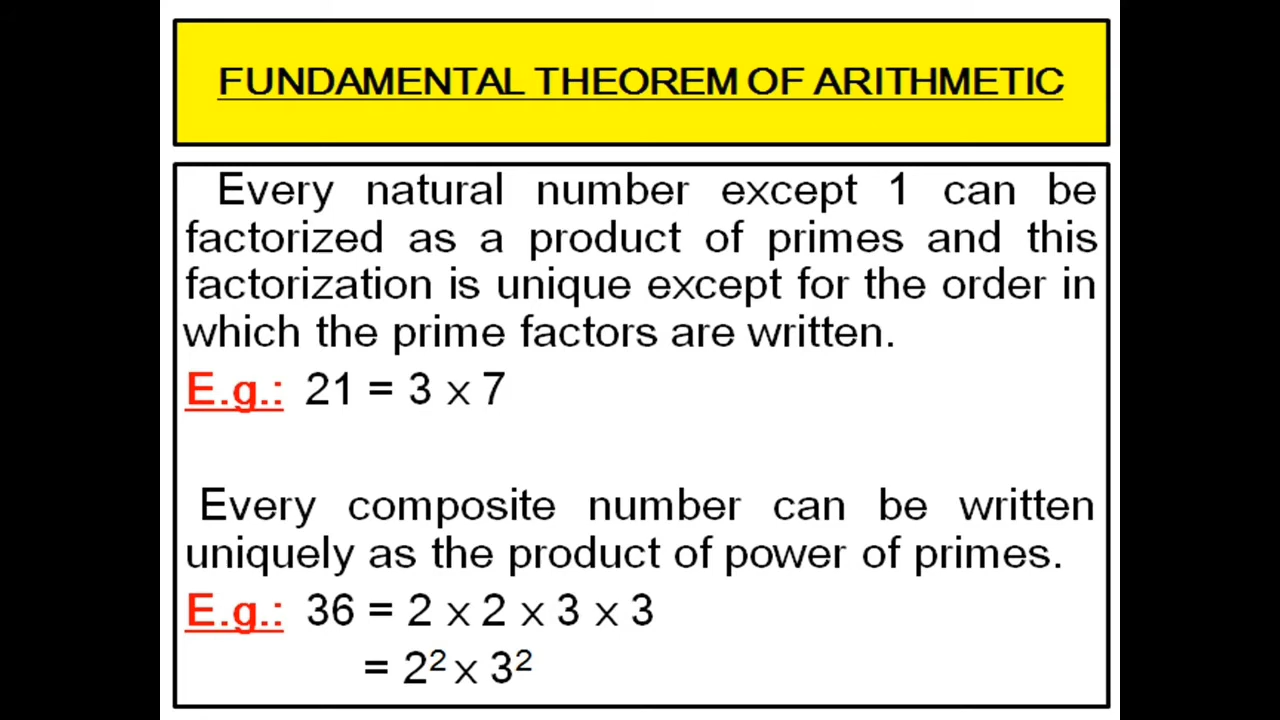 FUNDAMENTAL THEOREM OF ARITHMETIC
Every natural number except 1 can be
factorized as a product of primes and this
factorization is unique except for the order in
which the prime factors are written.
E.g.: 21 = 3 x 7
Every composite number can be written
uniquely as the product of power of primes.
E.g.: 36 = 2 x 2 x 3 x 3
= 2² x 3²